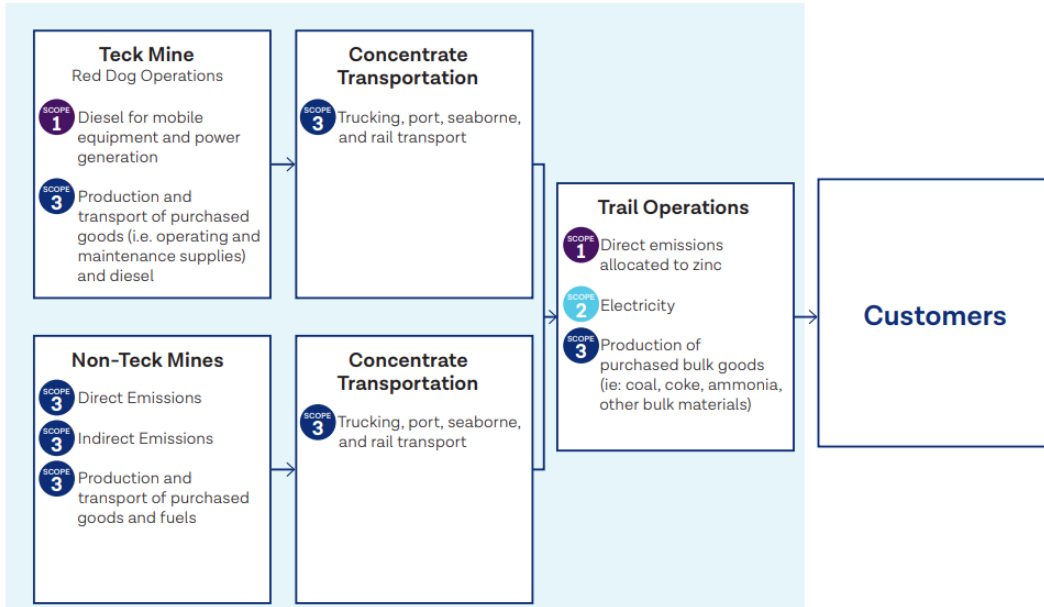 Teck Mine
Red Dog Operations
SCOPE
1
Diesel for mobile
equipment and power
generation
SCOPE
3
Production and
transport of purchased
goods (i.e. operating and
maintenance supplies)
and diesel
Concentrate
Transportation
SCOPE
3
Trucking, port, seaborne,
and rail transport
Non-Teck Mines
SCOPE
3
Direct Emissions
SCOPE
3
Indirect Emissions
SCOPE
3
Production and
transport of purchased
goods and fuels
Concentrate
Transportation
SCOPE
3
Trucking, port, seaborne,
and rail transport
Trail Operations
SCOPE
1
Direct emissions
allocated to zinc
SCOPE
2
Electricity
SCOPE
3
Production of
purchased bulk goods
(ie: coal, coke, ammonia,
other bulk materials)
Customers